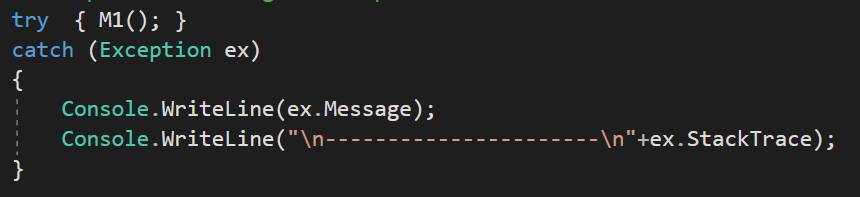 try  { M1(); }
catch (Exception ex)
{
    Console.WriteLine(ex.Message);
    Console.WriteLine("\n----------------------\n"+ex.StackTrace);
}